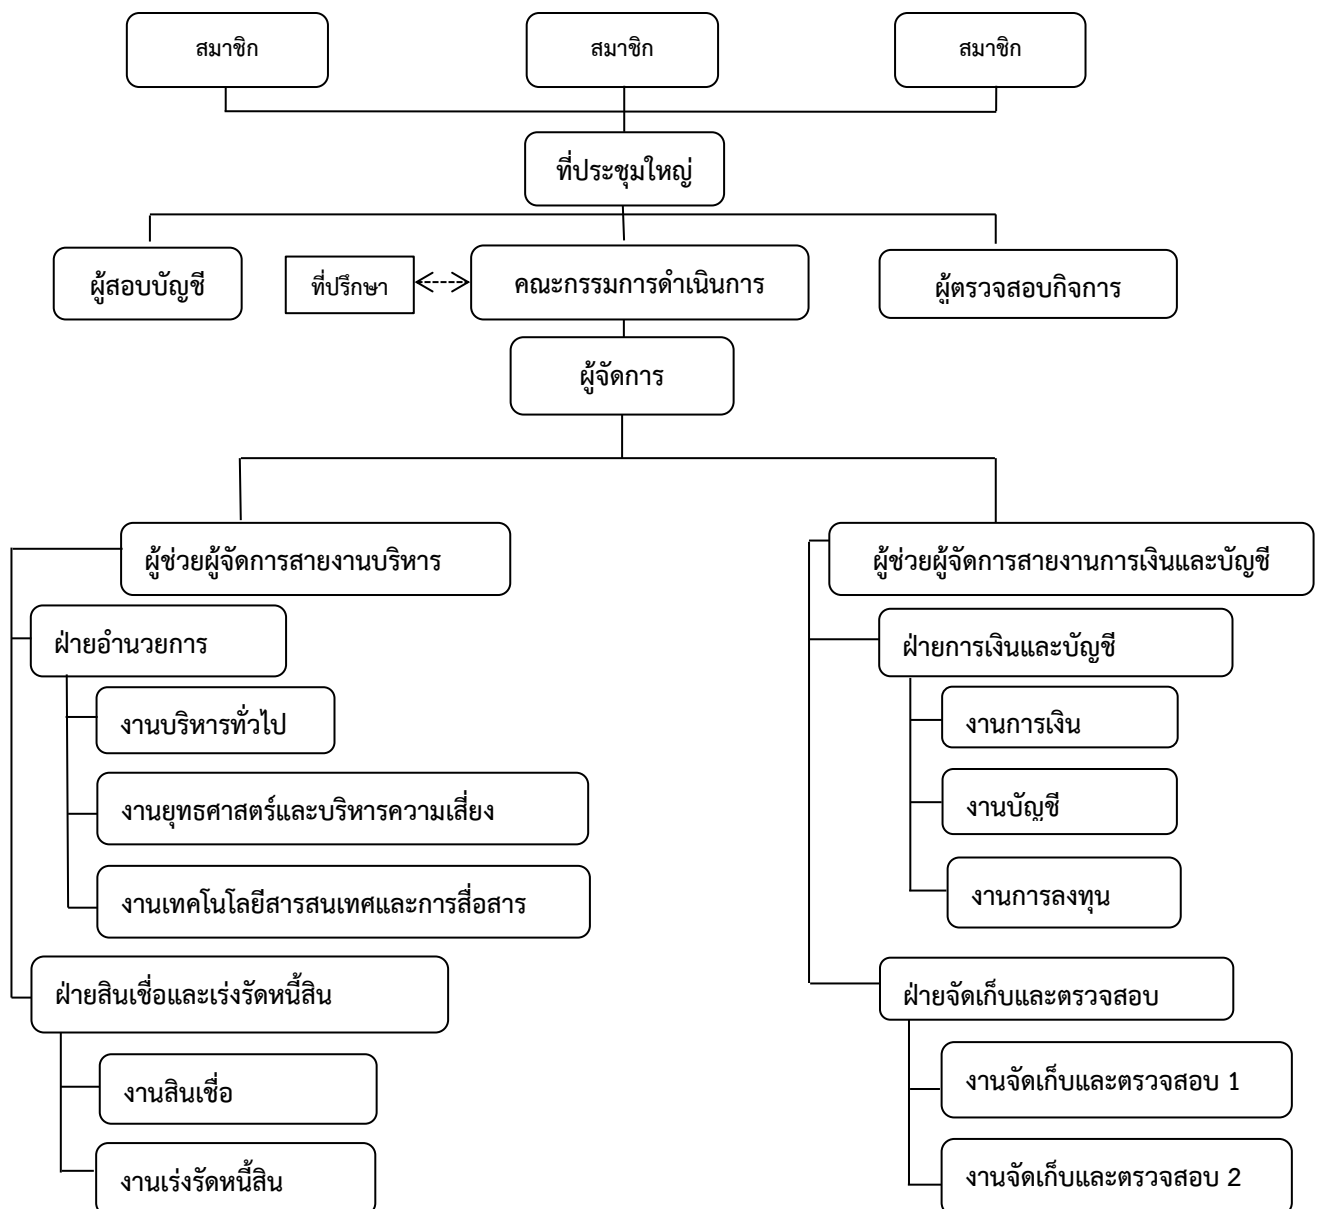 สมาชิก
สมาชิก
สมาชิก
ที่ประชุมใหญ่
ผู้สอบบัญชี
ที่ปรึกษา
คณะกรรมการดำเนินการ
ผู้ตรวจสอบกิจการ
ผู้จัดการ
ผู้ช่วยผู้จัดการสายงานบริหาร
ฝ่ายอำนวยการ
งานบริหารทั่วไป
งานยุทธศาสตร์และบริหารความเสี่ยง
งานเทคโนโลยีสารสนเทศและการสื่อสาร
ฝ่ายสินเชื่อและเร่งรัดหนี้สิน
งานสินเชื่อ
งานเร่งรัดหนี้สิน
ผู้ช่วยผู้จัดการสายงานการเงินและบัญชี
ฝ่ายการเงินและบัญชี
งานการเงิน
งานบัญชี
งานการลงทุน
ฝ่ายจัดเก็บและตรวจสอบ
งานจัดเก็บและตรวจสอบ 1
งานจัดเก็บและตรวจสอบ 2